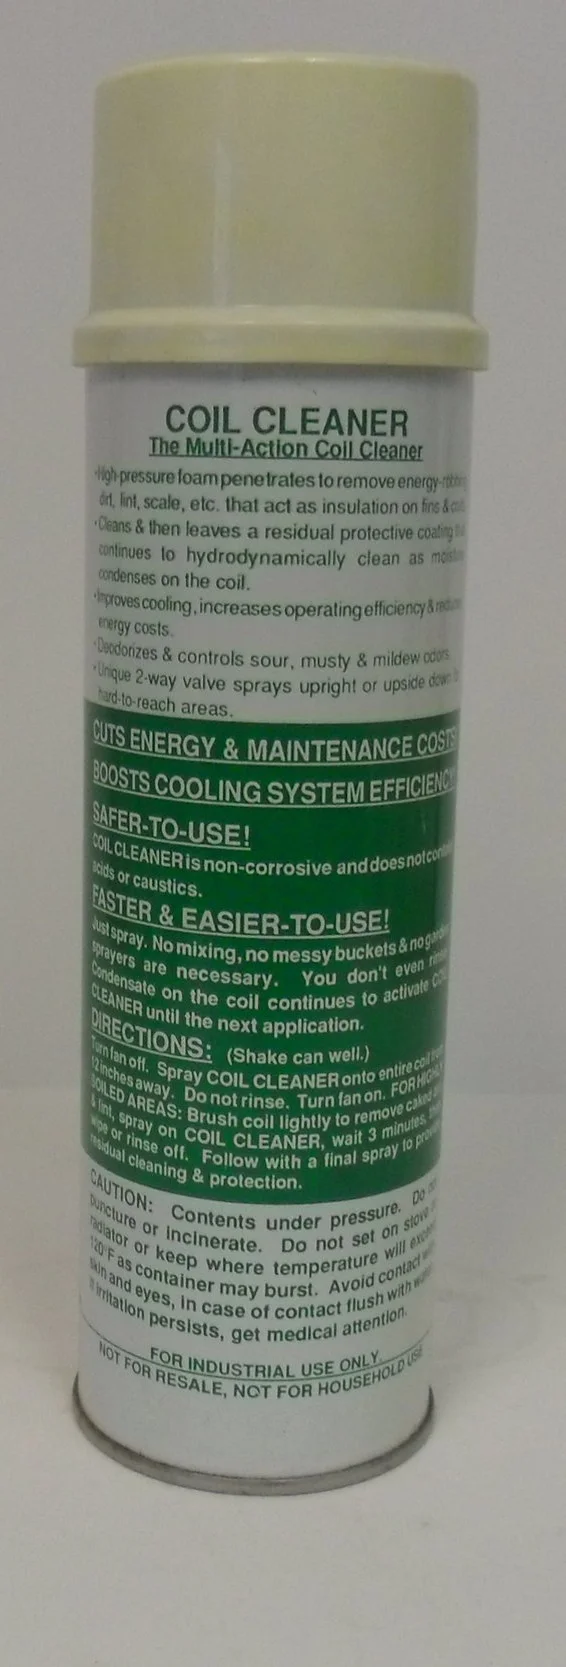 COIL CLEANER
The Multi-Action Coil Cleaner
•High-pressure foam penetrates to remove energy-robbing
dirt, lint, scale, etc. that act as insulation on fins &
•Cleans & then leaves a residual protective coating
continues to hydrodynamically clean as moisture
condenses on the coil.
•Improves cooling, increases operating efficiency &
energy costs.
•Deodorizes & controls sour, musty & mildew odors.
•Unique 2-way valve sprays upright or upside down
hard-to-reach areas.
CUTS ENERGY & MAINTENANCE COSTS!
BOOSTS COOLING SYSTEM EFFICIENCY
SAFER-TO-USE!
COIL CLEANER is non-corrosive and does not
acids or caustics.
FASTER & EASIER-TO-USE!
Just spray. No mixing, no messy buckets & no garden
sprayers are necessary. You don't even rinse
Condensate on the coil continues to activate COIL
CLEANER until the next application.
DIRECTIONS: (Shake can well.)
Turn fan off. Spray COIL CLEANER onto entire coil from
12 inches away. Do not rinse. Turn fan on. FOR HIGHLY
SOILED AREAS: Brush coil lightly to remove caked
& lint, spray on COIL CLEANER, wait 3 minutes,
wipe or rinse off. Follow with a final spray to provide
residual cleaning & protection.
CAUTION: Contents under pressure. Do not
puncture or incinerate. Do not set on stove
radiator or keep where temperature will exceed
120°F as container may burst. Avoid contact with
skin and eyes, in case of contact flush with water,
if irritation persists, get medical attention.
FOR INDUSTRIAL USE ONLY.
NOT FOR RESALE, NOT FOR HOUSEHOLD USE